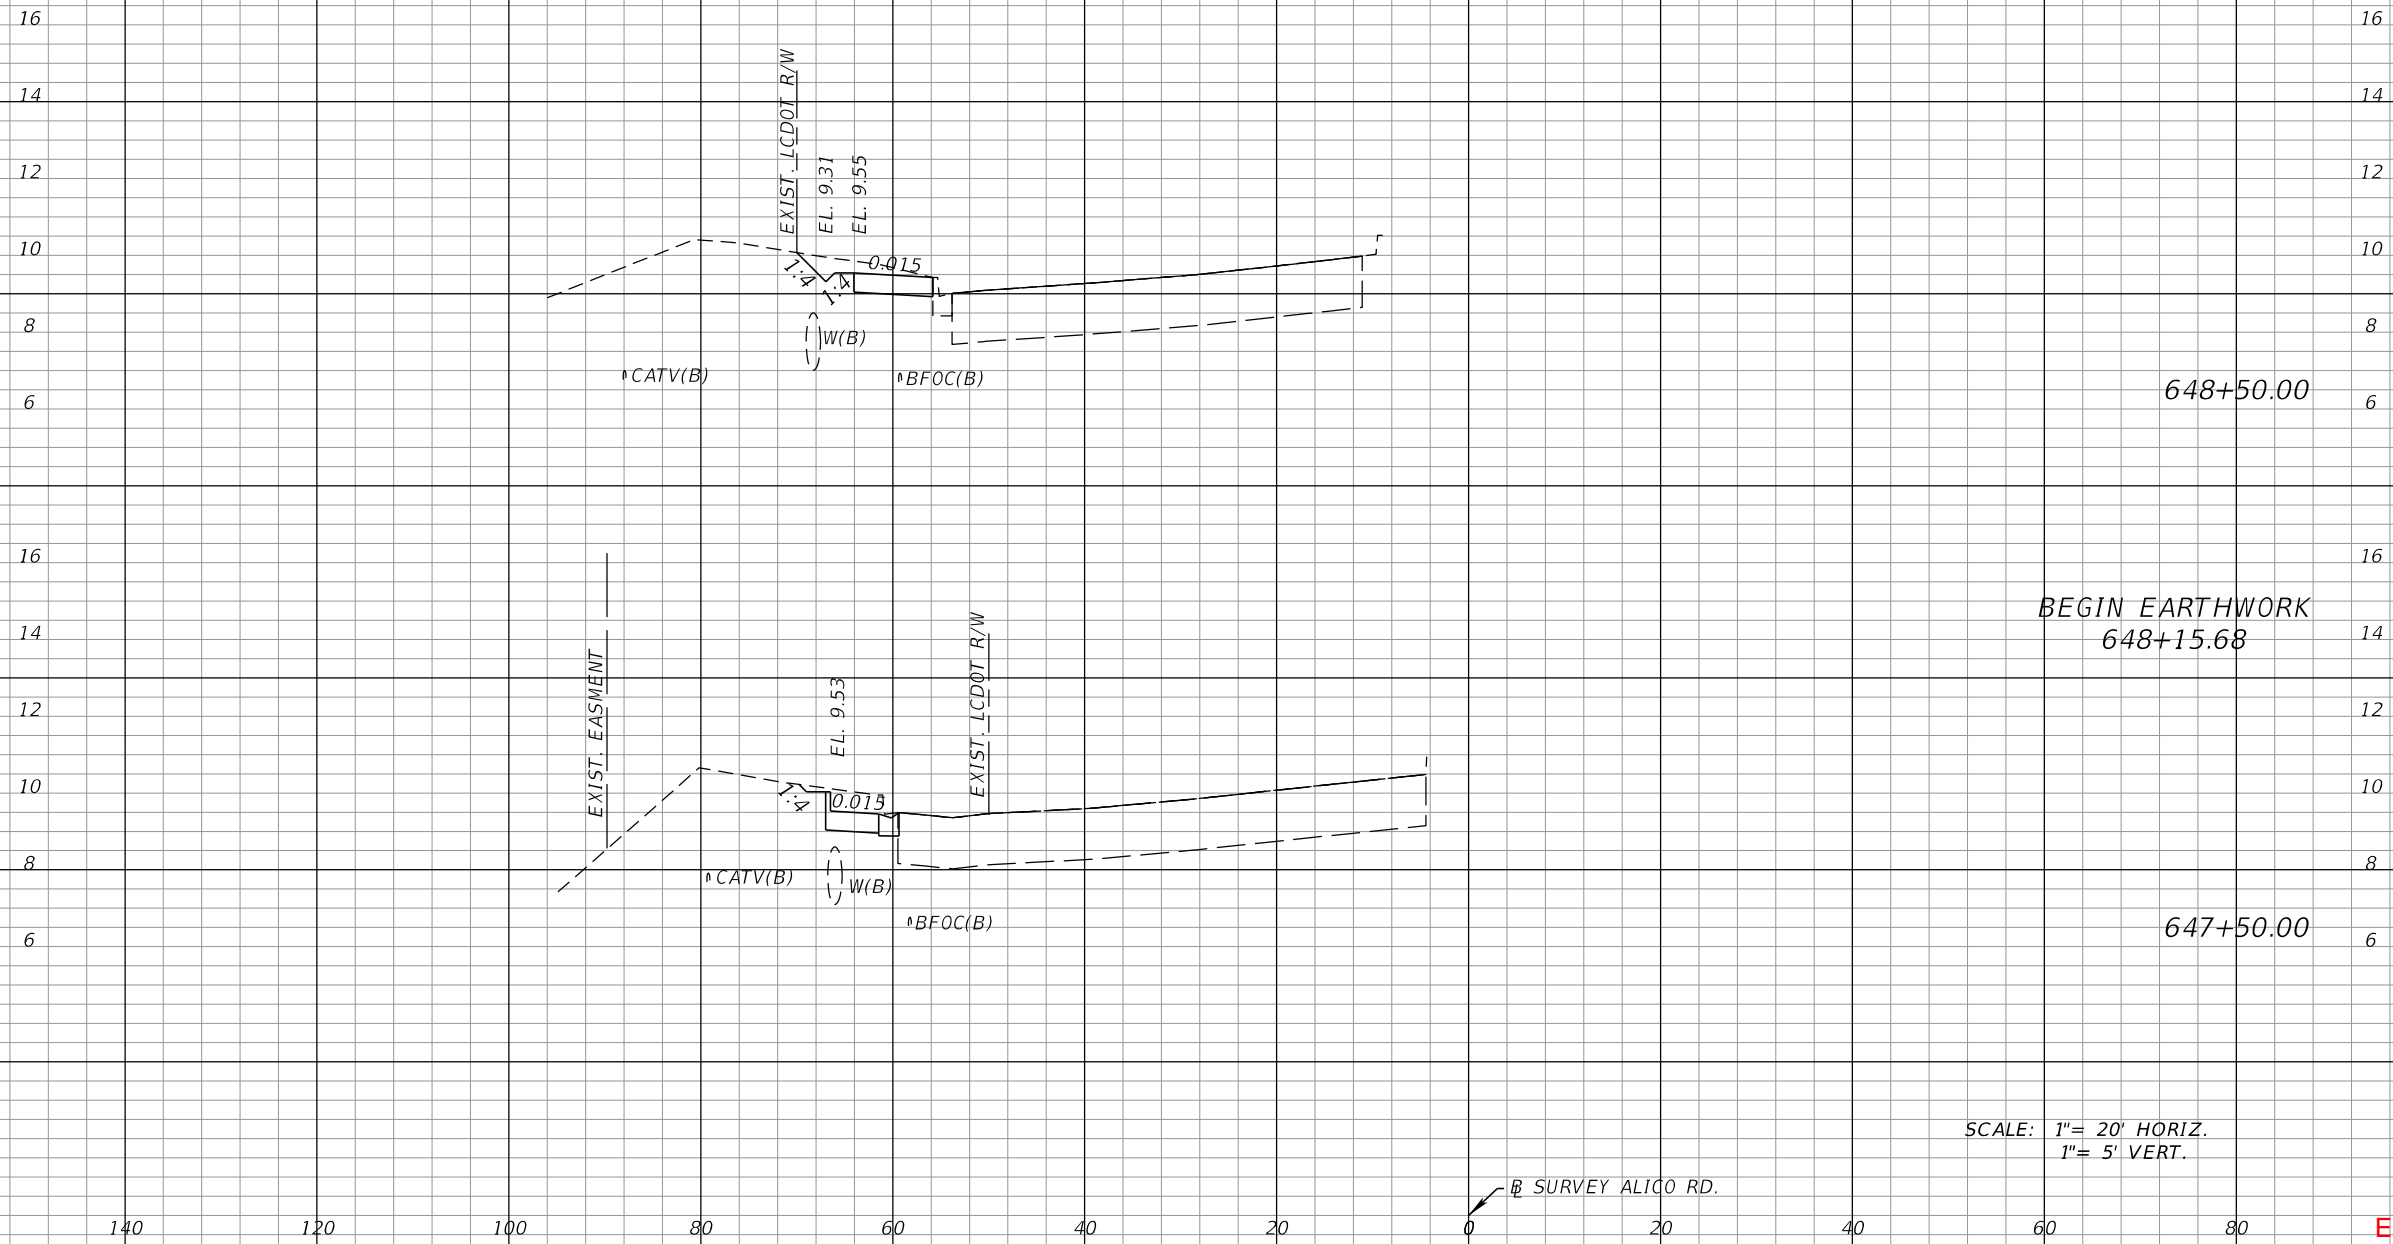 16 16
14 14
12 12
10 10
8 8
6 6
EXIST. LCDOT R/W
EL. 9.31
EL. 9.55
1:4
1:4
0.015
W(B)
CATV(B)
BFOC(B)
648+50.00
16 16
14 14
12 12
10 10
8 8
6 6
BEGIN EARTHWORK
648+15.68
EXIST. EASMENT
EL. 9.53
EXIST. LCDOT R/W
1:4
0.015
CATV(B)
W(B)
BFOC(B)
647+50.00
SCALE: 1"= 20' HORIZ.
1"= 5' VERT.
BL SURVEY ALICO RD.
140 120 100 80 60 40 20 0 20 40 60 80
E